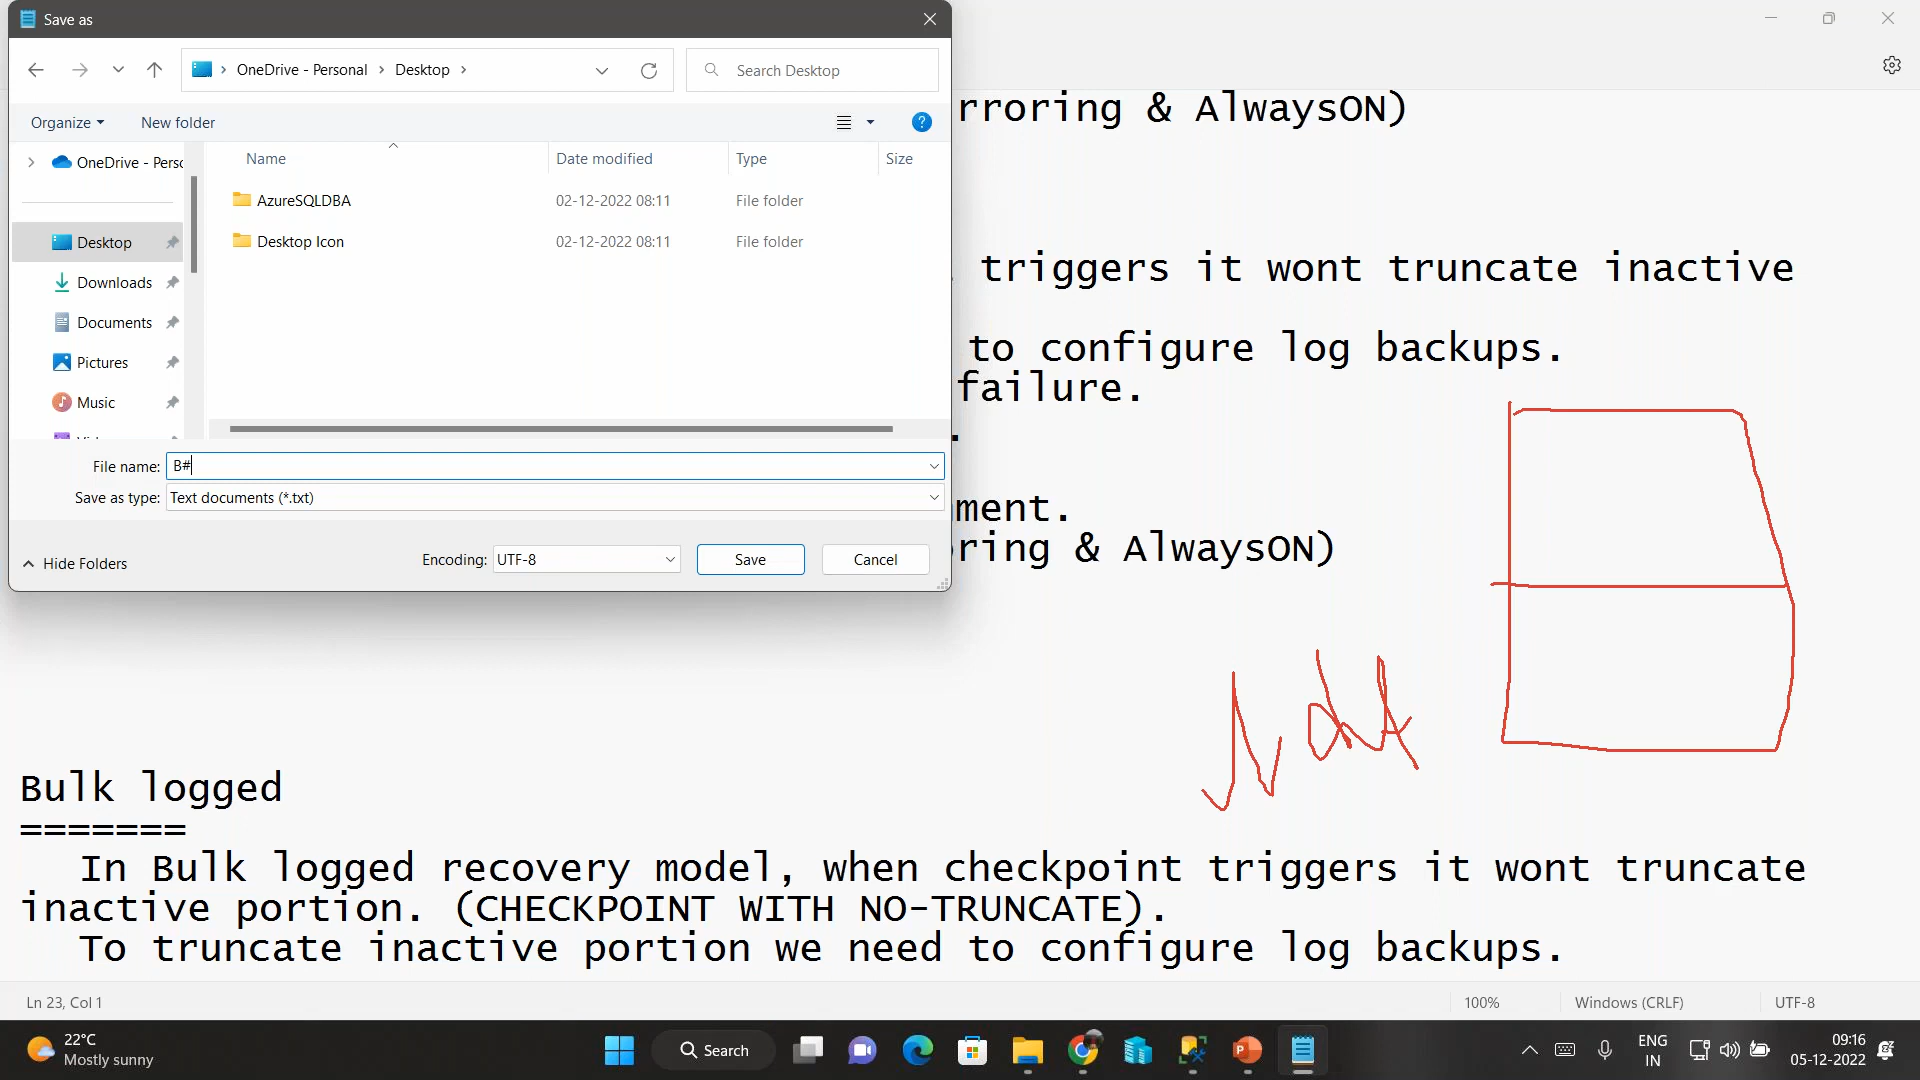 Save as
OneDrive - Personal > Desktop >
Search Desktop
Organize
New folder
Name
Date modified
Type
Size
OneDrive - Pers
Desktop
Downloads
Documents
Pictures
Music
AzureSQLDBA 02-12-2022 08:11 File folder
Desktop Icon 02-12-2022 08:11 File folder
File name: B#
Save as type: Text documents (*.txt)
Hide Folders
Encoding: UTF-8
Save
Cancel
rroring & AlwaysON)
triggers it wont truncate inactive
to configure log backups.
failure.
.
ment.
ring & AlwaysON)
Bulk logged
=======
In Bulk logged recovery model, when checkpoint triggers it wont truncate
inactive portion. (CHECKPOINT WITH NO-TRUNCATE).
To truncate inactive portion we need to configure log backups.
Ln 23, Col 1
100%
Windows (CRLF)
UTF-8
22°C
Mostly sunny
Search
ENG
IN
09:16
05-12-2022